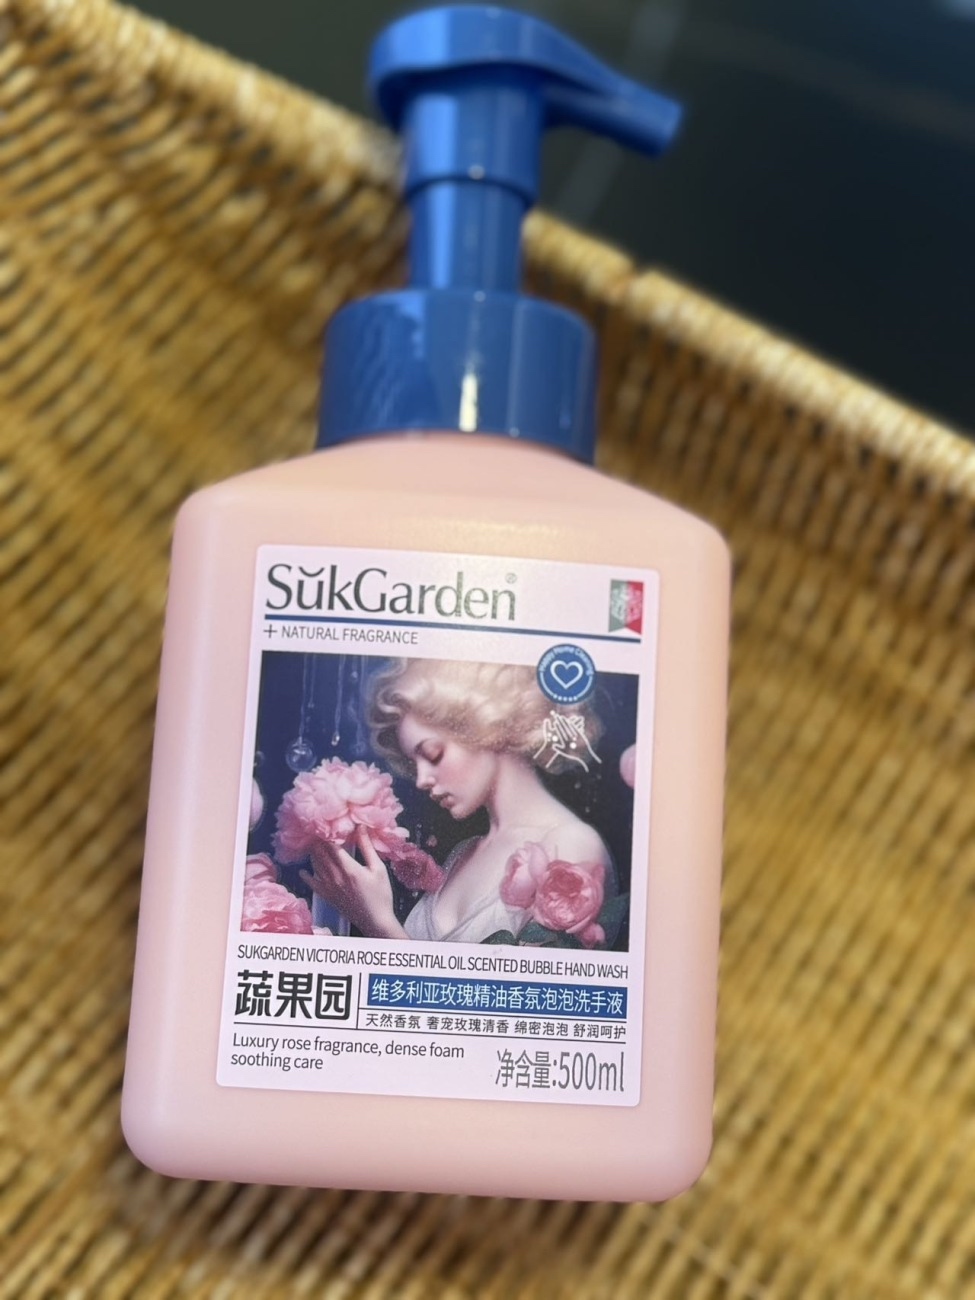 SŭkGarden®
+ NATURAL FRAGRANCE
Happy Home Cleaning
SUKGARDEN VICTORIA ROSE ESSENTIAL OIL SCENTED BUBBLE HAND WASH
蔬果园
维多利亚玫瑰精油香氛泡泡洗手液
天然香氛 奢宠玫瑰清香 绵密泡泡 舒润呵护
Luxury rose fragrance, dense foam
soothing care
净含量:500ml